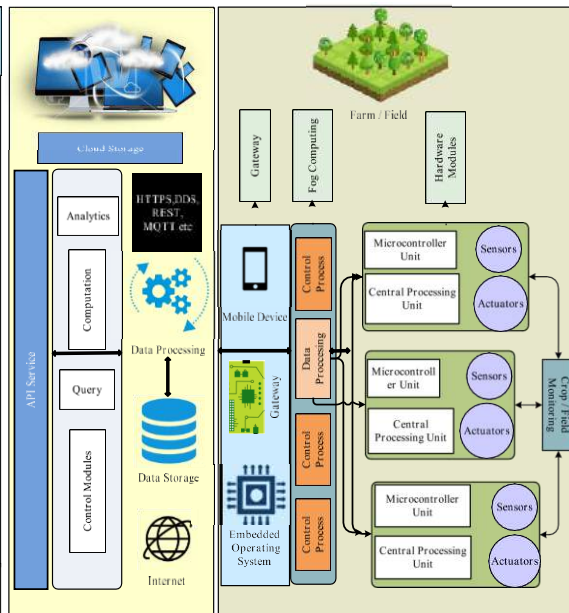 Cloud Storage
API Service
Analytics
Computation
Query
Control Modules
HTTPS,DDS,
REST,
MQTT etc
Data Processing
Data Storage
Internet
Farm / Field
Gateway
Fog Computing
Hardware
Modules
Mobile Device
Gateway
Embedded
Operating
System
Control
Process
Data
Processing
Control
Process
Control
Process
Microcontroller
Unit
Sensors
Central Processing
Unit
Actuators
Microcontroll
er Unit
Sensors
Central
Processing Unit
Actuators
Microcontroller
Unit
Sensors
Central Processing
Unit
Actuators
Crop / Field
Monitoring